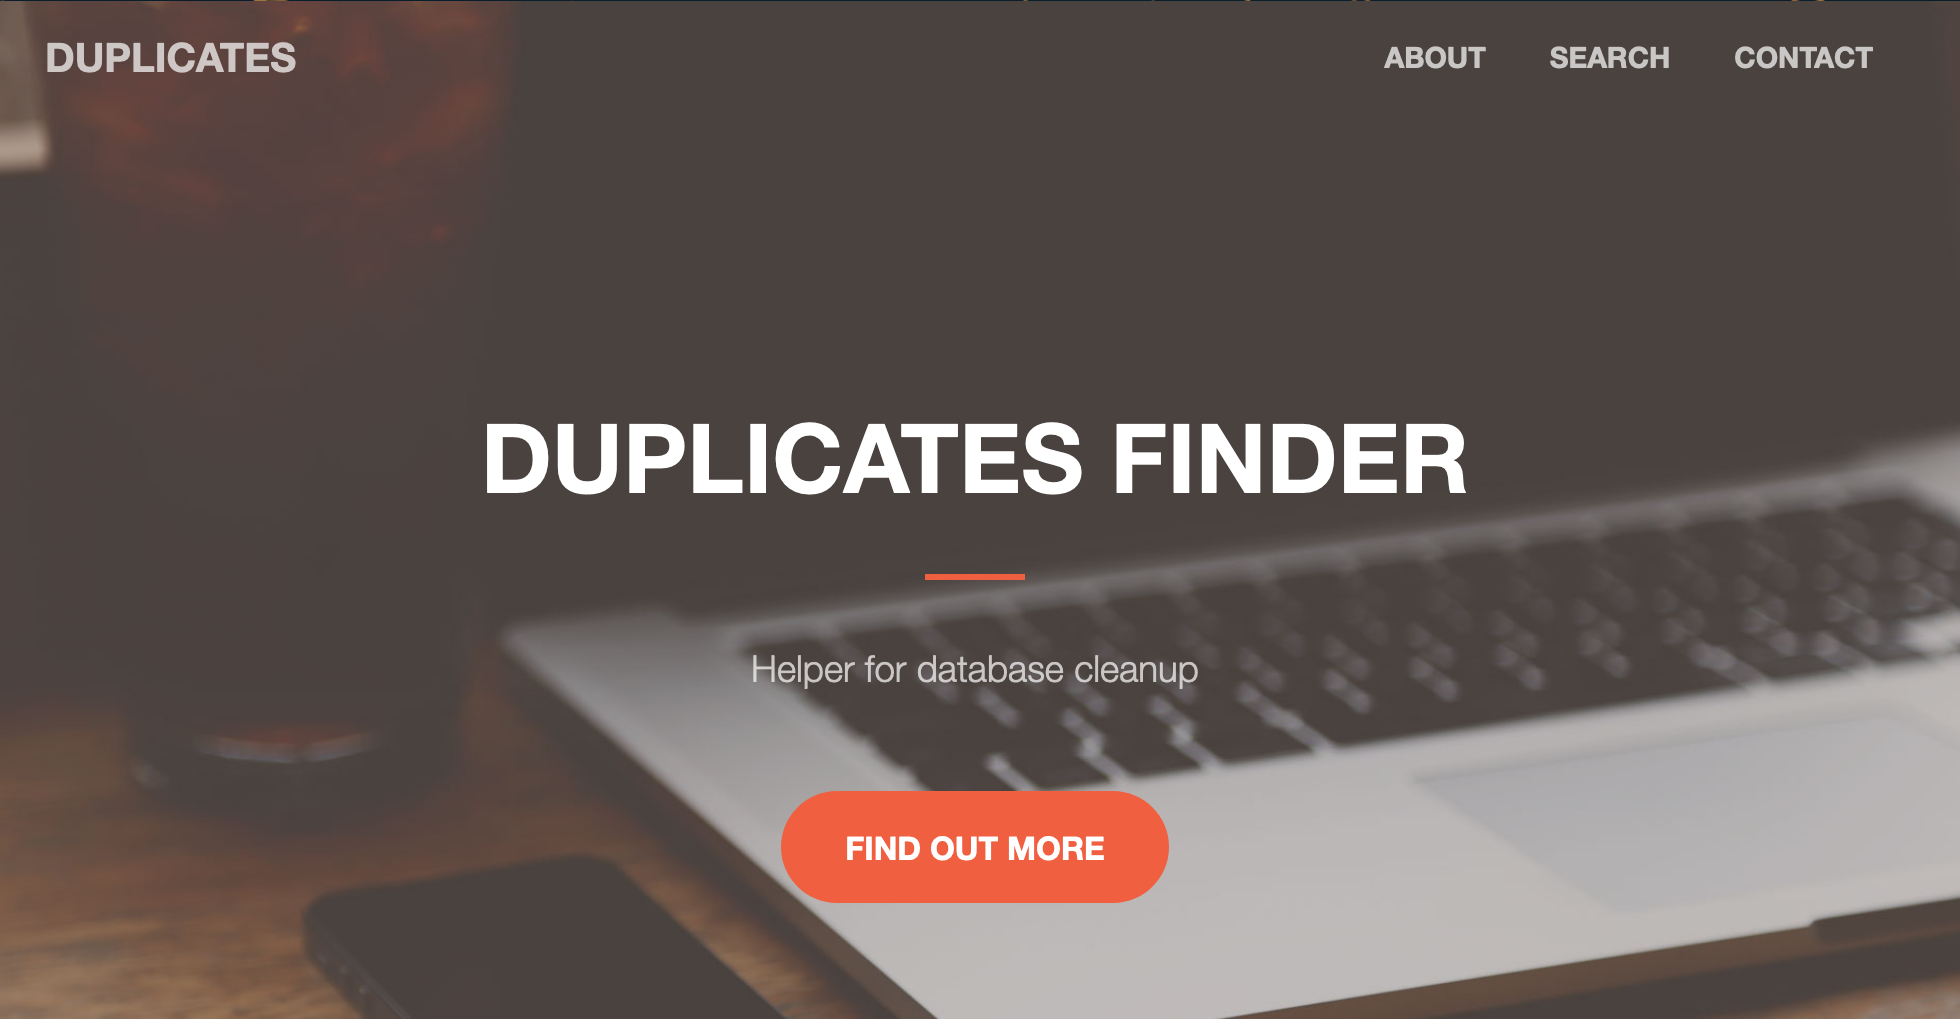 DUPLICATES
ABOUT SEARCH CONTACT
DUPLICATES FINDER
Helper for database cleanup
FIND OUT MORE